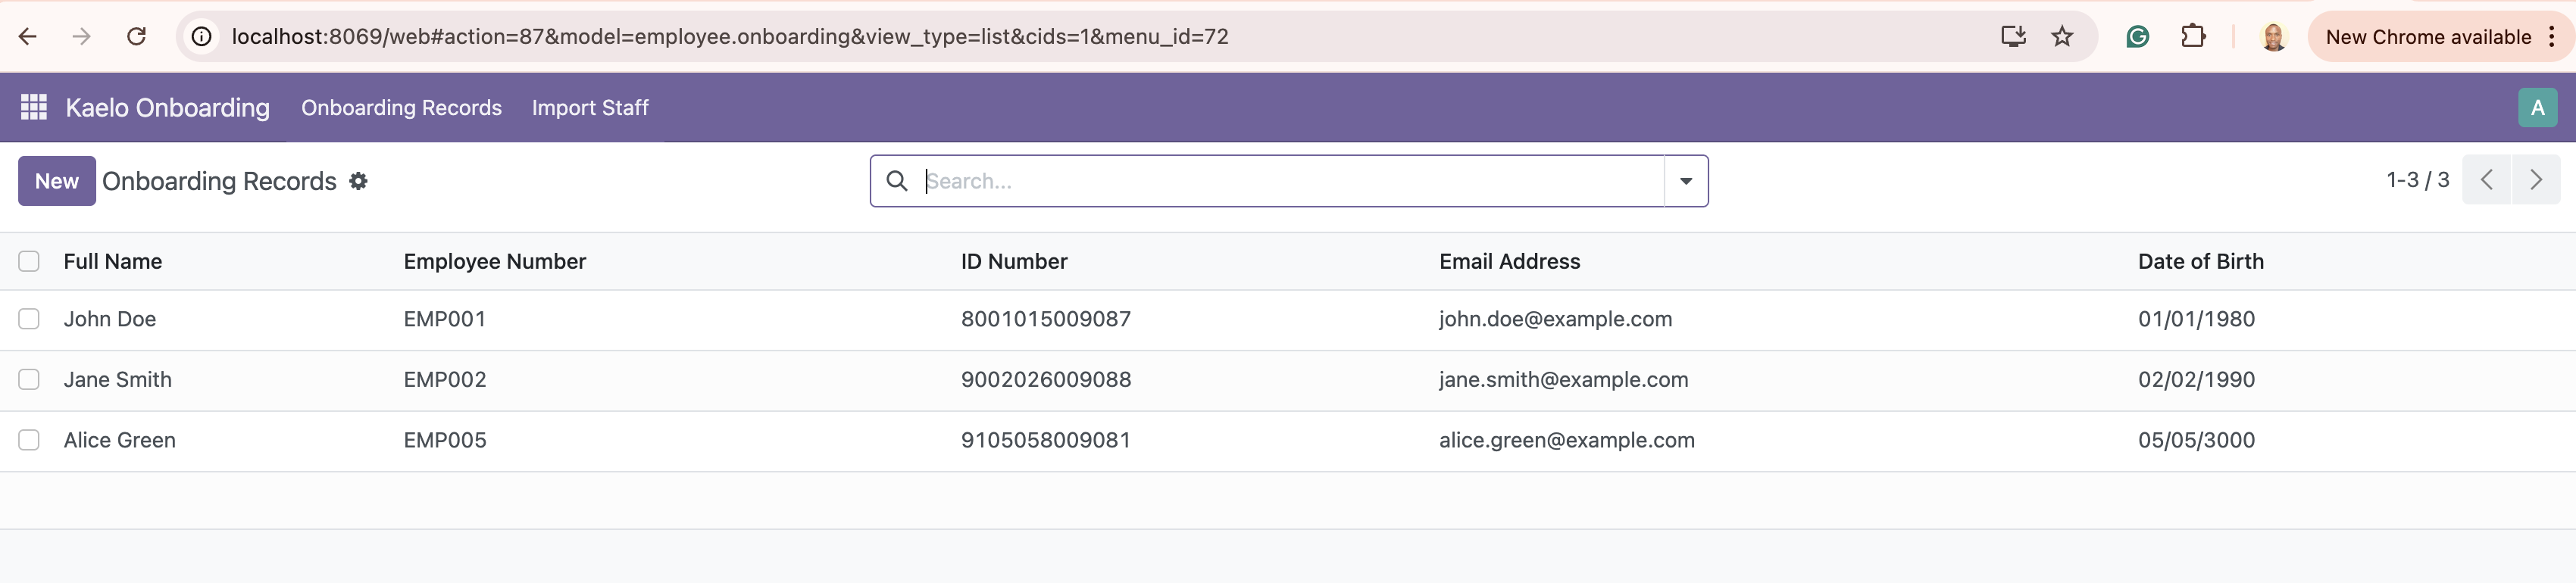 localhost:8069/web#action=87&model=employee.onboarding&view_type=list&cids=1&menu_id=72
New Chrome available
Kaelo Onboarding Onboarding Records Import Staff
A
New Onboarding Records
Search...
1-3 / 3
Full Name Employee Number ID Number Email Address Date of Birth
John Doe EMP001 8001015009087 john.doe@example.com 01/01/1980
Jane Smith EMP002 9002026009088 jane.smith@example.com 02/02/1990
Alice Green EMP005 9105058009081 alice.green@example.com 05/05/3000